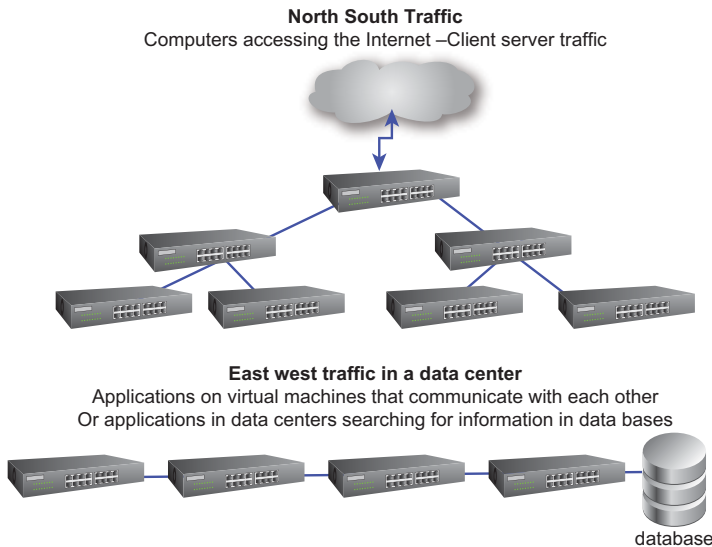 North South Traffic
Computers accessing the Internet –Client server traffic
East west traffic in a data center
Applications on virtual machines that communicate with each other
Or applications in data centers searching for information in data bases
database